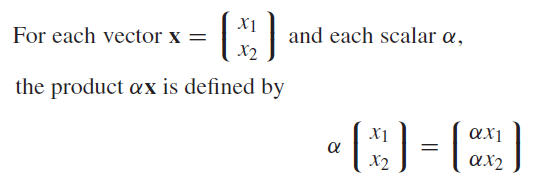 For each vector x = (x₁ x₂) and each scalar α,
the product αx is defined by
α (x₁ x₂) = (αx₁ αx₂)